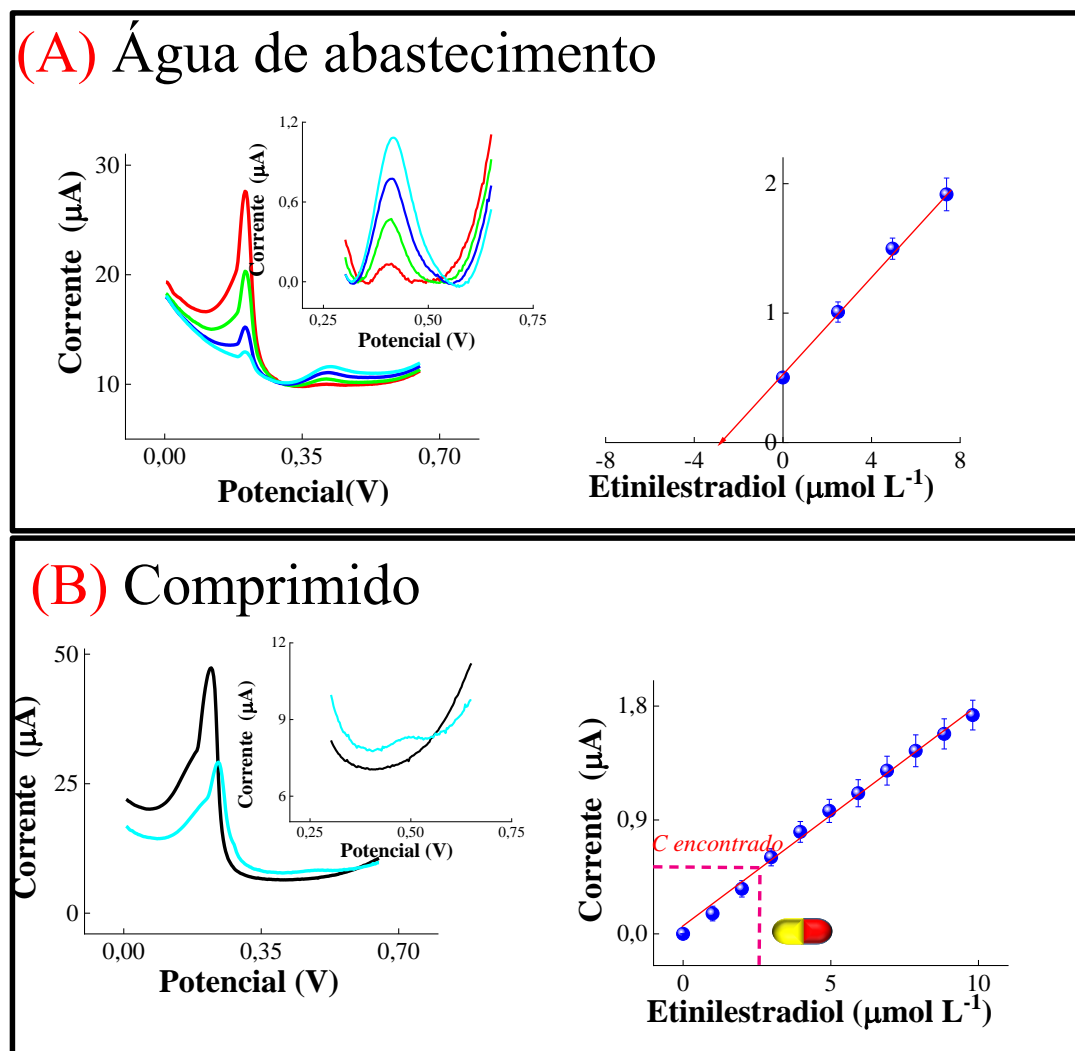 (A) Água de abastecimento
30
20
10
Corrente (µA)
0,00 0,35 0,70
Potencial(V)
1,2
0,6
0,0
Corrente (µA)
0,25 0,50 0,75
Potencial (V)
2
1
0
-8 -4 0 4 8
Etinilestradiol (µmol L⁻¹)
(B) Comprimido
50
25
0
Corrente (µA)
0,00 0,35 0,70
Potencial (V)
12
9
6
Corrente (µA)
0,25 0,50 0,75
Potencial (V)
1,8
0,9
0,0
Corrente (µA)
C encontrado
0 5 10
Etinilestradiol (µmol L⁻¹)